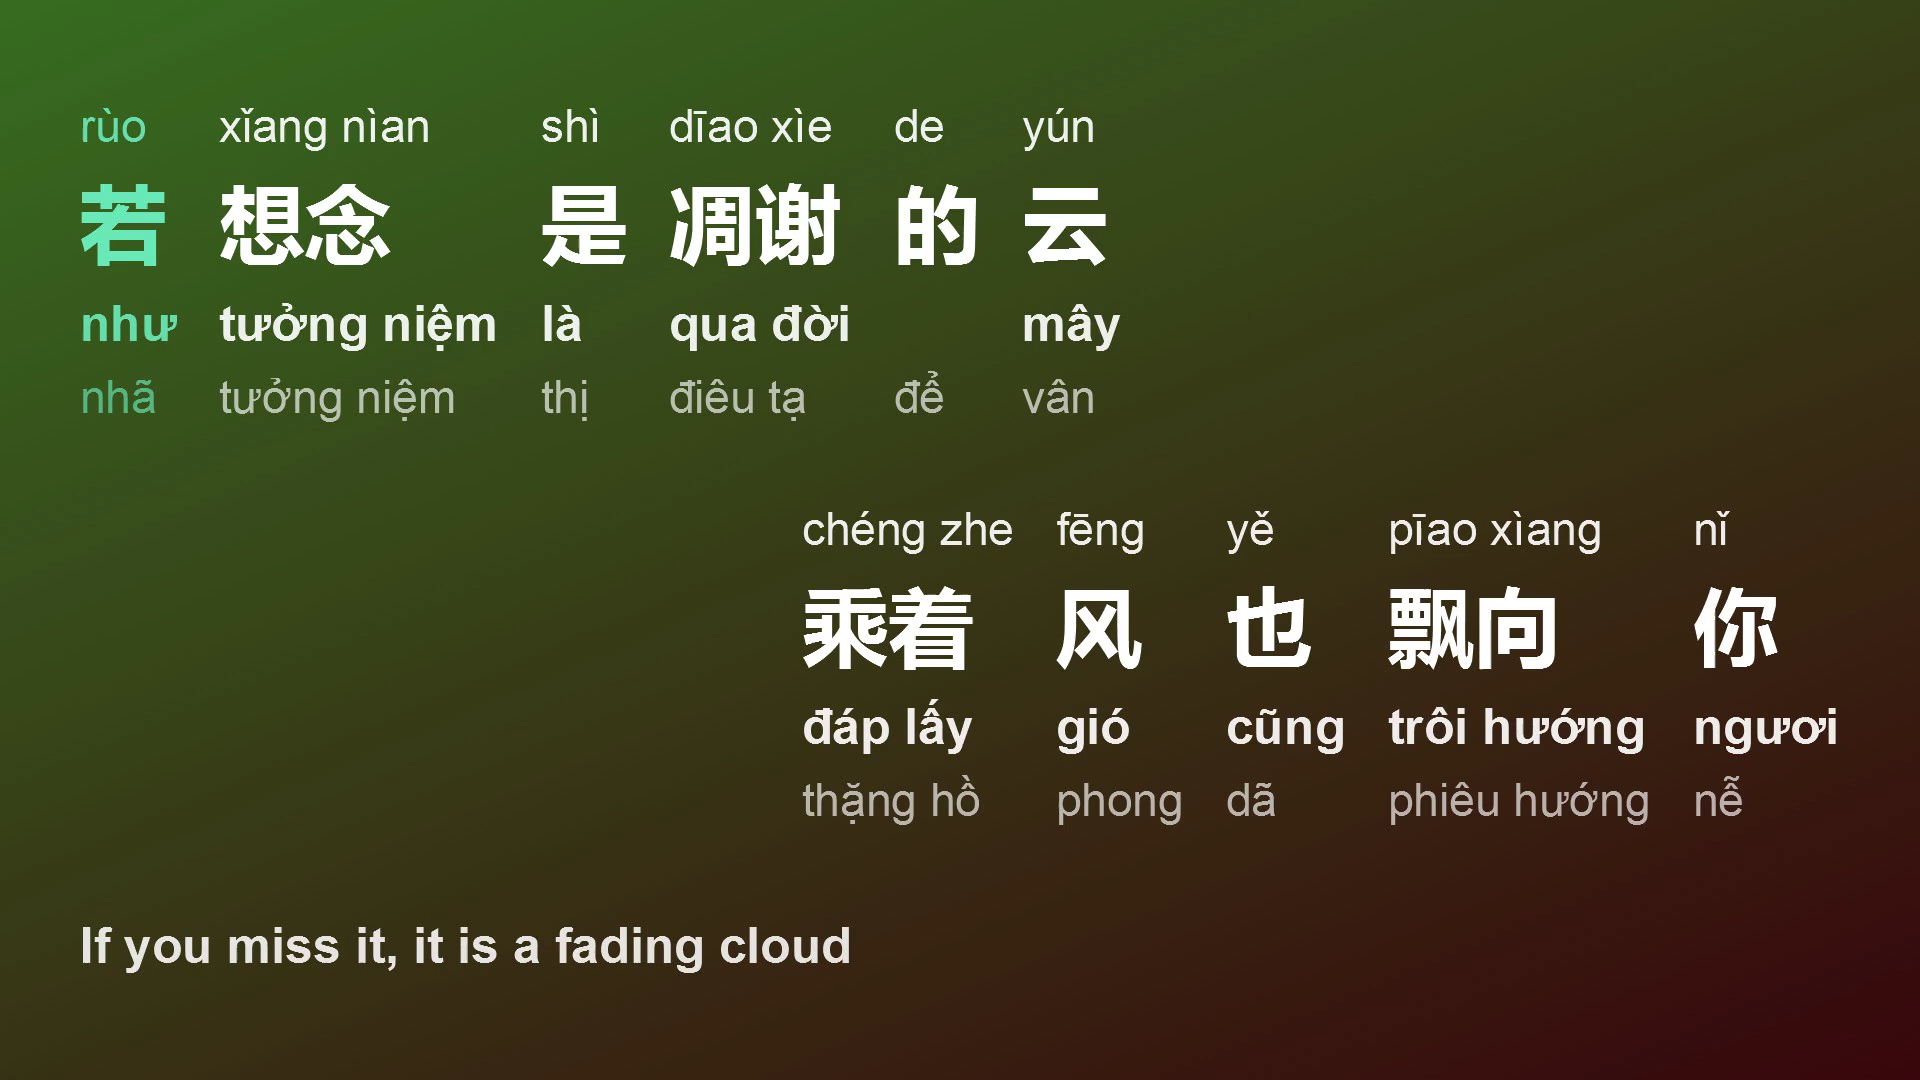 rùo xǐang nìan shì dīao xìe de yún
若 想念 是 凋谢 的 云
như tưởng niệm là qua đời mây
nhã tưởng niệm thị điêu tạ để vân
chéng zhe fēng yě pīao xìang nǐ
乘着 风 也 飘向 你
đáp lấy gió cũng trôi hướng ngươi
thặng hồ phong dã phiêu hướng nễ
If you miss it, it is a fading cloud